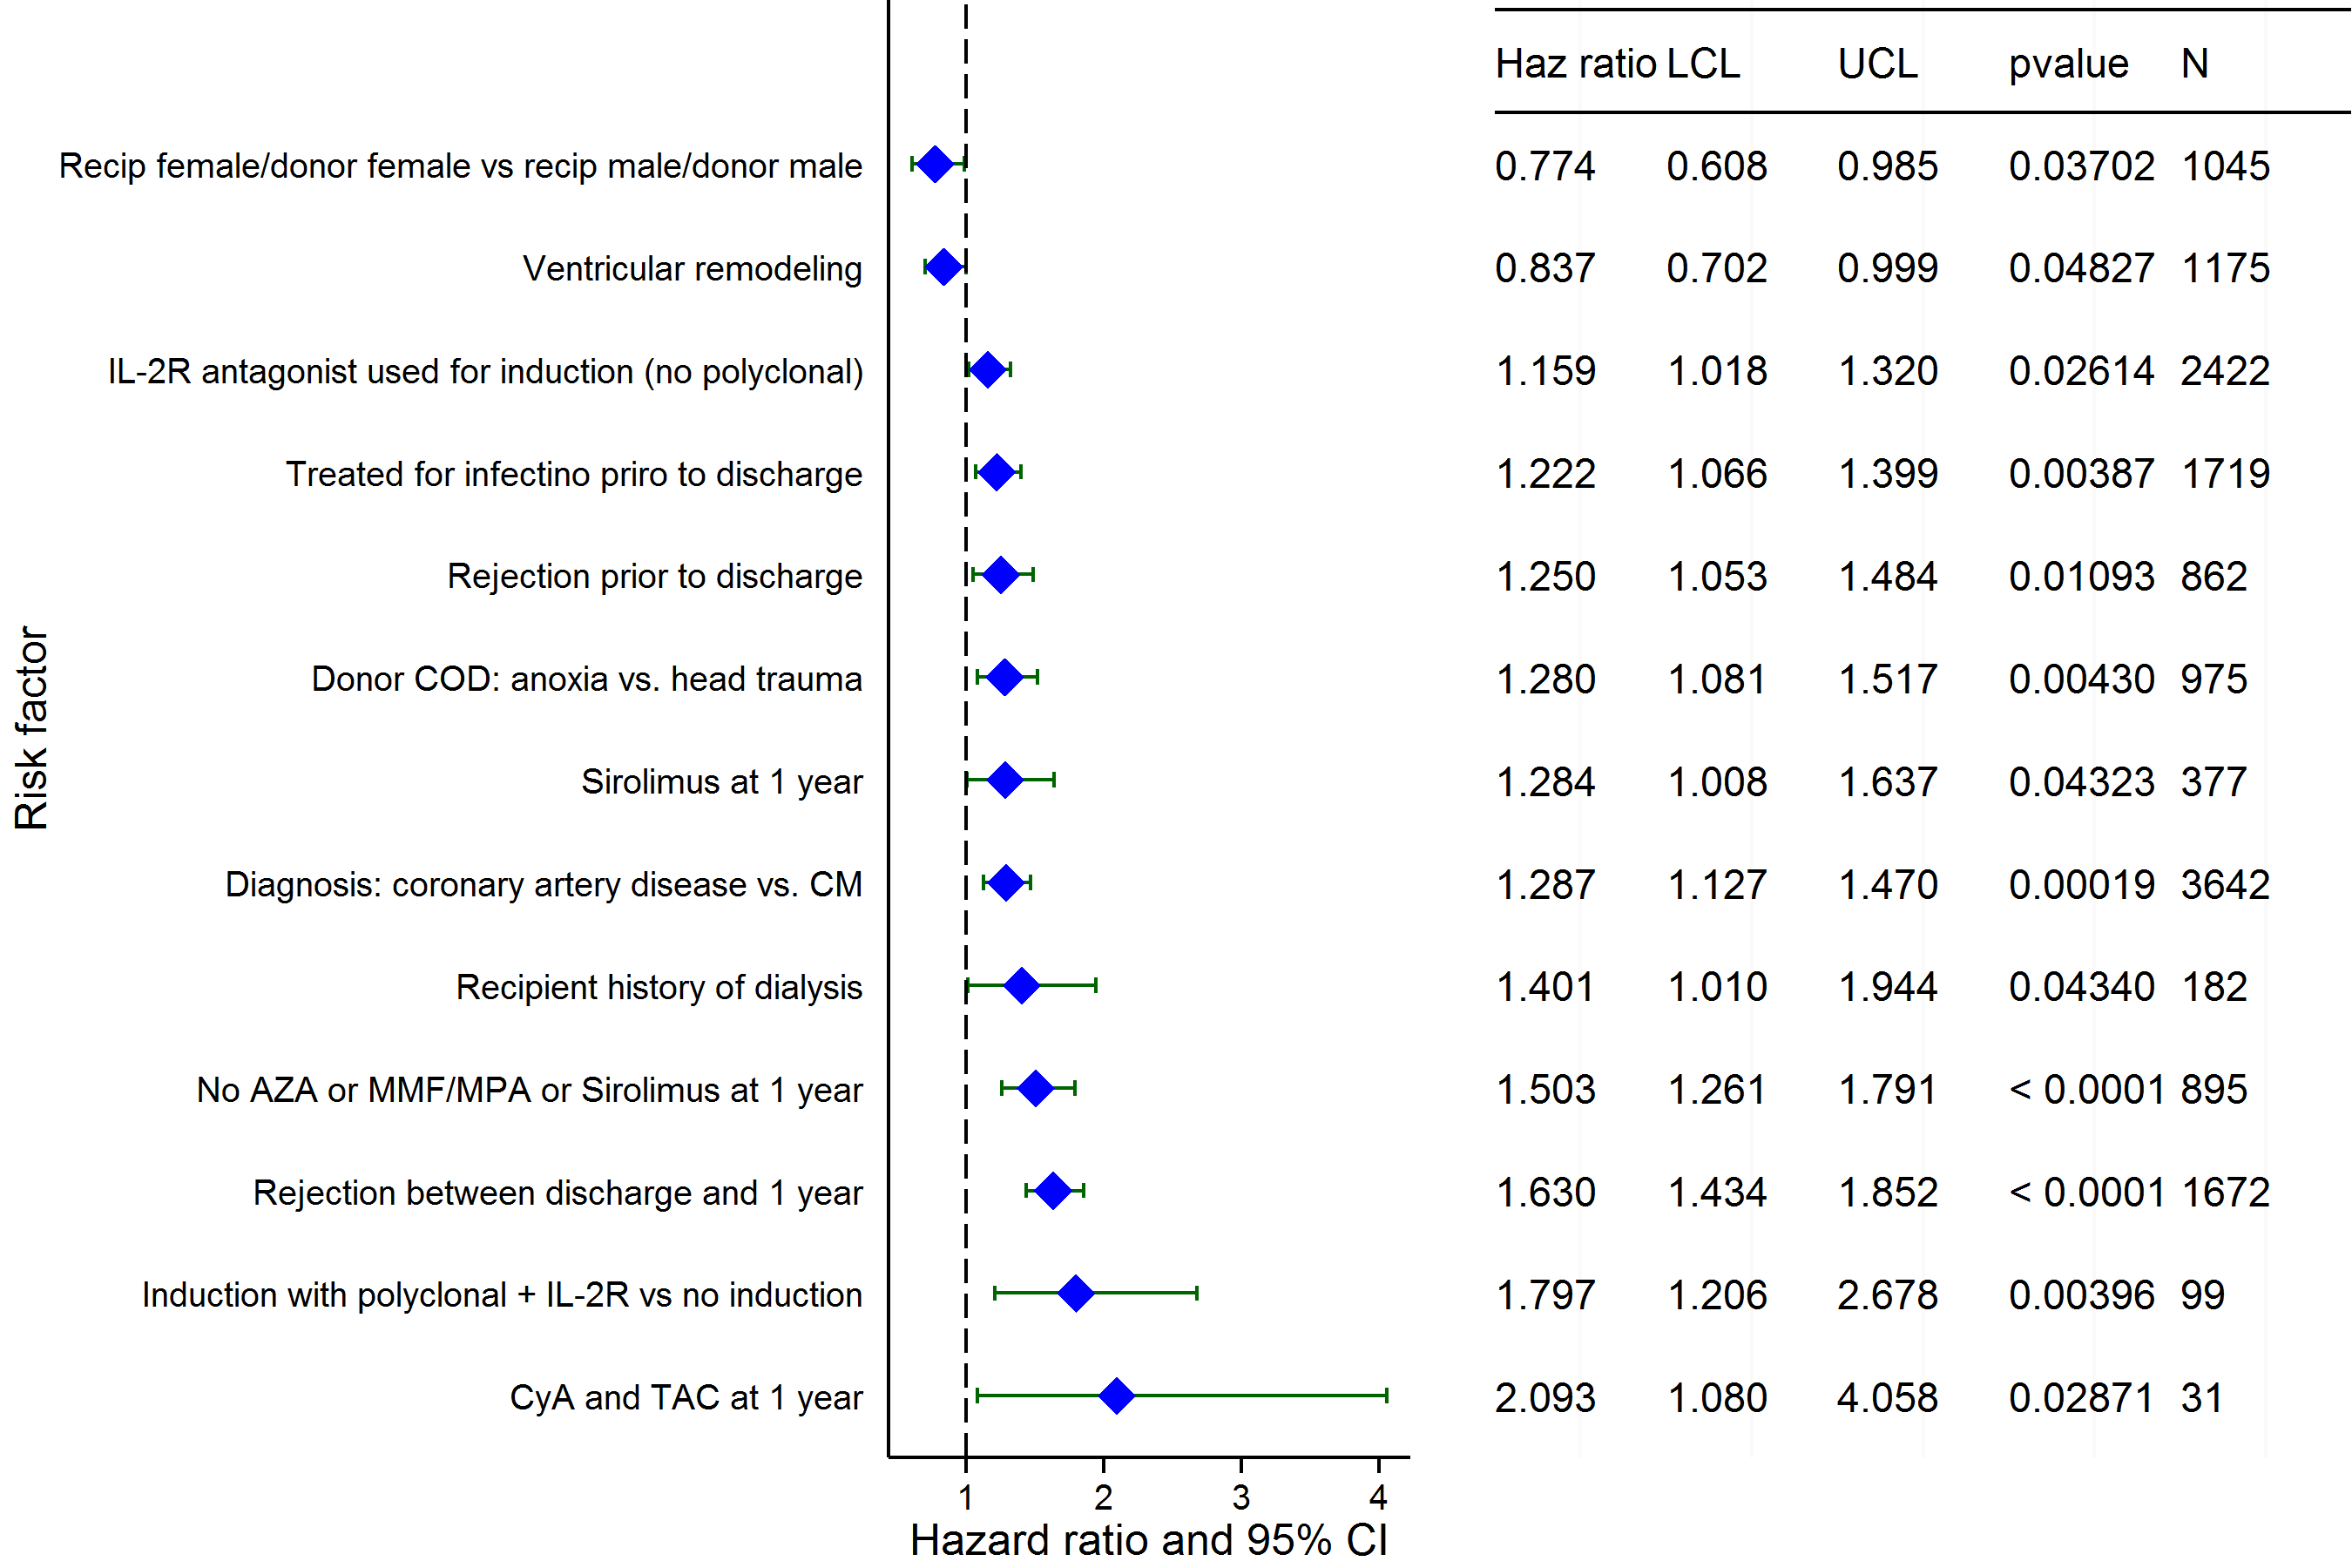 Haz ratio LCL UCL pvalue N
Recip female/donor female vs recip male/donor male 0.774 0.608 0.985 0.03702 1045
Ventricular remodeling 0.837 0.702 0.999 0.04827 1175
IL-2R antagonist used for induction (no polyclonal) 1.159 1.018 1.320 0.02614 2422
Treated for infectino priro to discharge 1.222 1.066 1.399 0.00387 1719
Rejection prior to discharge 1.250 1.053 1.484 0.01093 862
Donor COD: anoxia vs. head trauma 1.280 1.081 1.517 0.00430 975
Sirolimus at 1 year 1.284 1.008 1.637 0.04323 377
Diagnosis: coronary artery disease vs. CM 1.287 1.127 1.470 0.00019 3642
Recipient history of dialysis 1.401 1.010 1.944 0.04340 182
No AZA or MMF/MPA or Sirolimus at 1 year 1.503 1.261 1.791 < 0.0001 895
Rejection between discharge and 1 year 1.630 1.434 1.852 < 0.0001 1672
Induction with polyclonal + IL-2R vs no induction 1.797 1.206 2.678 0.00396 99
CyA and TAC at 1 year 2.093 1.080 4.058 0.02871 31
Risk factor
1 2 3 4
Hazard ratio and 95% CI